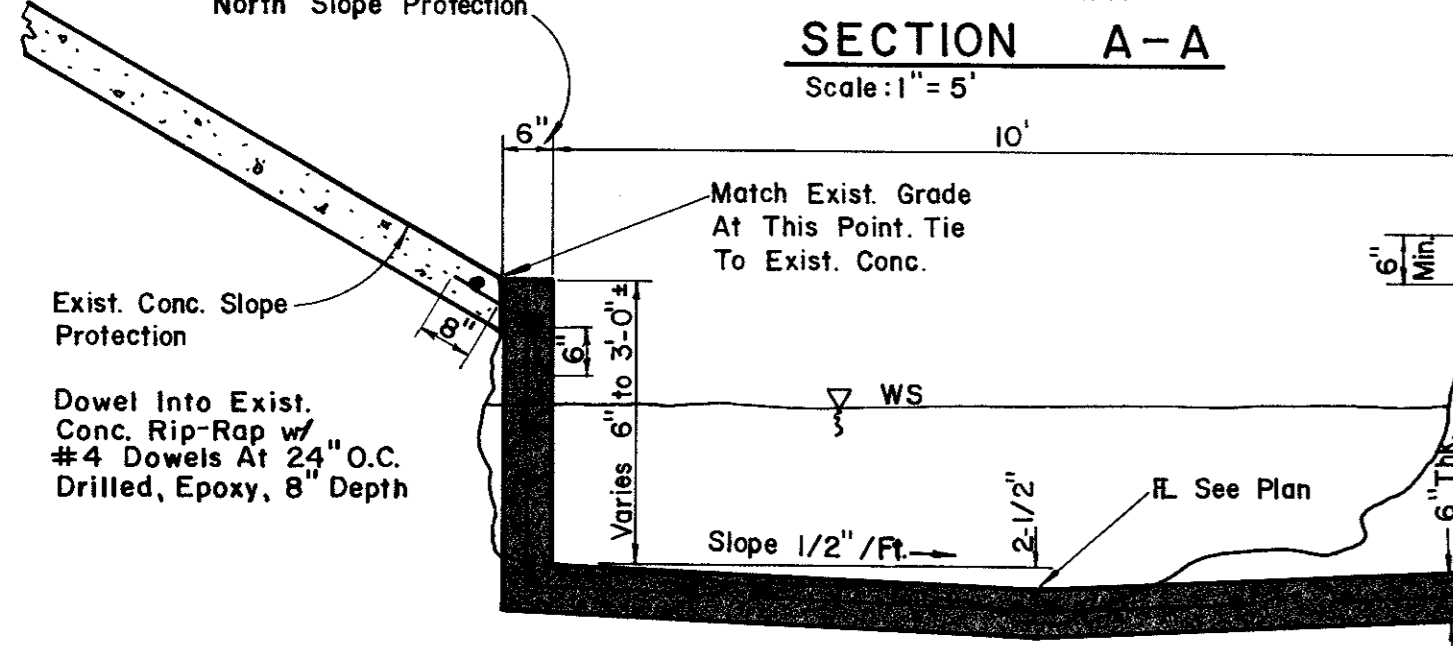 North Slope Protection
SECTION A-A
Scale: 1" = 5'
6"
10'
Match Exist. Grade
At This Point. Tie
To Exist. Conc.
6"
Min.
Exist. Conc. Slope
Protection
8"
6"
Varies 6" to 3'-0" ±
WS
Dowel Into Exist.
Conc. Rip-Rap w/
#4 Dowels At 24" O.C.
Drilled, Epoxy, 8" Depth
Slope 1/2" /Ft.
2-1/2"
FL See Plan
6" Thk.